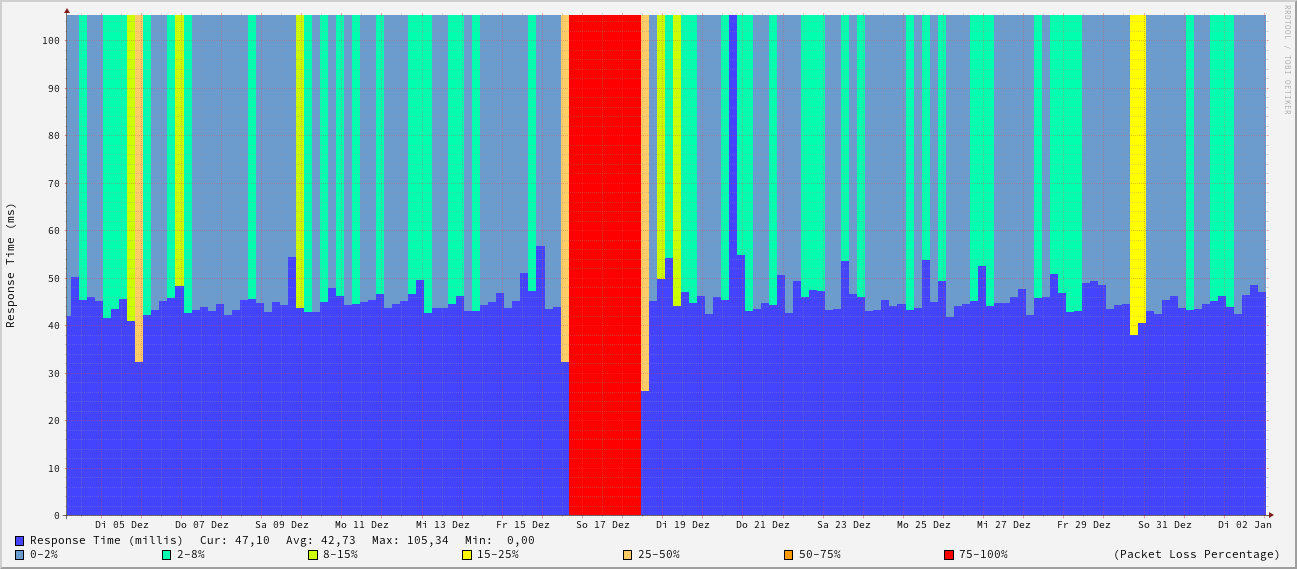 RRDTOOL / TOBI OETIKER
Response Time (ms)
100
90
80
70
60
50
40
30
20
10
0
Di 05 Dez Do 07 Dez Sa 09 Dez Mo 11 Dez Mi 13 Dez Fr 15 Dez So 17 Dez Di 19 Dez Do 21 Dez Sa 23 Dez Mo 25 Dez Mi 27 Dez Fr 29 Dez So 31 Dez Di 02 Jan
Response Time (millis) Cur: 47,10 Avg: 42,73 Max: 105,34 Min: 0,00
0-2% 2-8% 8-15% 15-25% 25-50% 50-75% 75-100% (Packet Loss Percentage)